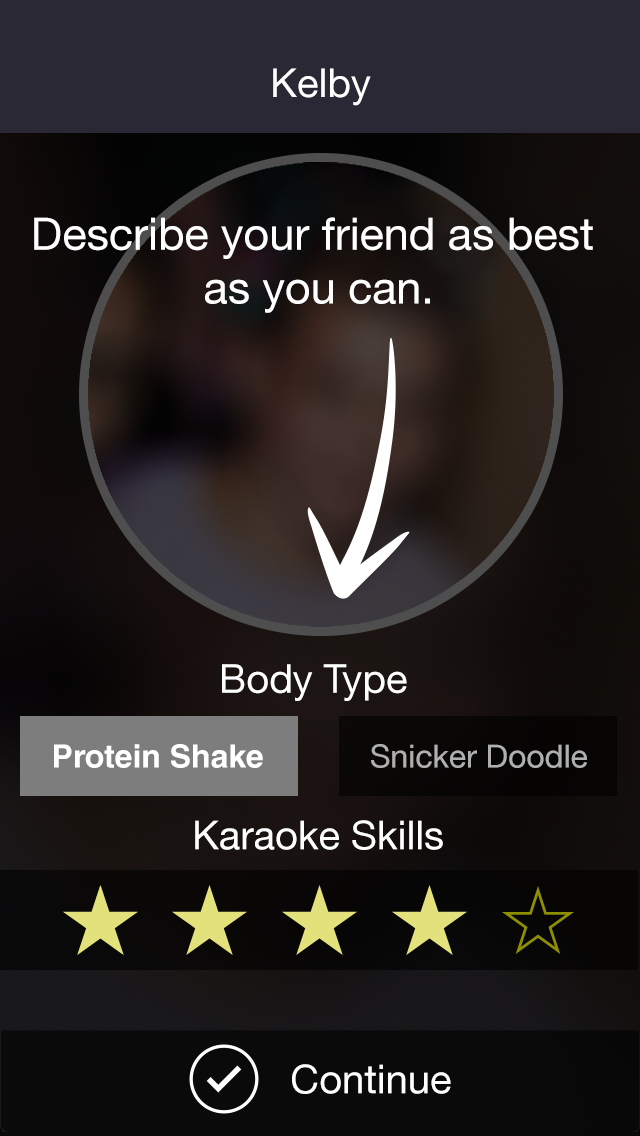 Kelby
Describe your friend as best
as you can.
Body Type
Protein Shake
Snicker Doodle
Karaoke Skills
Continue